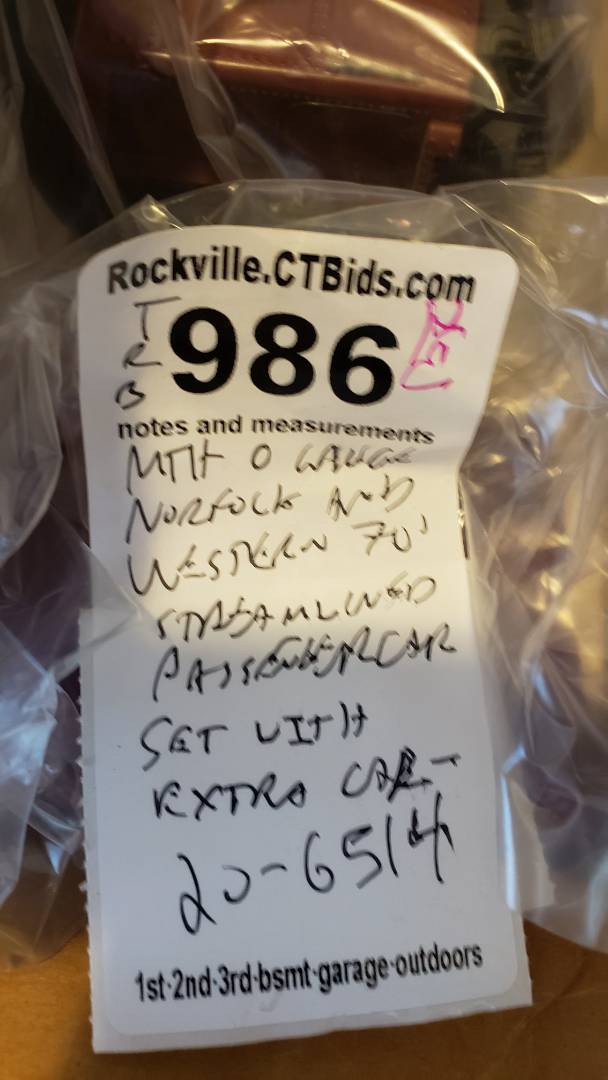 Rockville.CTBids.com
TRB
986
notes and measurements
MTH O GAUGE
NORFOLK AND
WESTERN 70'
STREAMLINED
PASSENGER CAR
SET WITH
EXTRA CAR-
20-6514
1st·2nd·3rd·bsmt·garage·outdoors